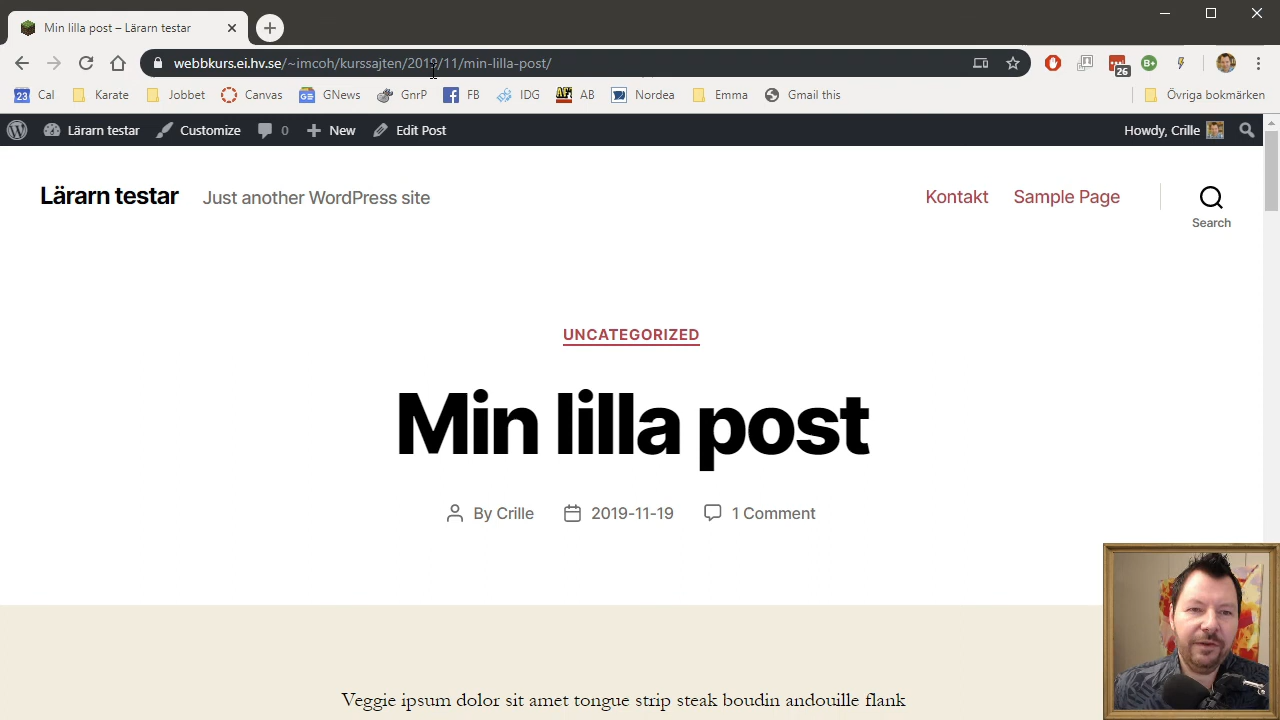 Min lilla post – Lärarn testar
webbkurs.ei.hv.se/~imcoh/kurssajten/2019/11/min-lilla-post/
26
23 Cal Karate Jobbet Canvas GNews GnrP FB IDG AB Nordea Emma Gmail this Övriga bokmärken
Lärarn testar Customize 0 New Edit Post Howdy, Crille
Lärarn testar Just another WordPress site Kontakt Sample Page
Search
UNCATEGORIZED
Min lilla post
By Crille 2019-11-19 1 Comment
Veggie ipsum dolor sit amet tongue strip steak boudin andouille flank